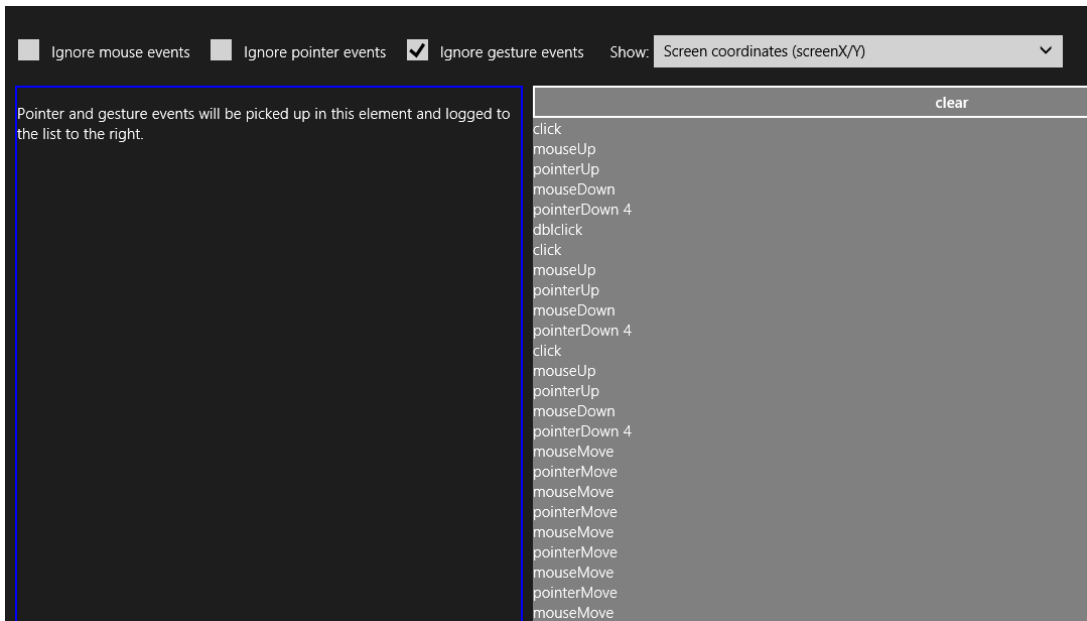 Ignore mouse events Ignore pointer events Ignore gesture events Show: Screen coordinates (screenX/Y)
Pointer and gesture events will be picked up in this element and logged to
the list to the right.
clear
click
mouseUp
pointerUp
mouseDown
pointerDown 4
dblclick
click
mouseUp
pointerUp
mouseDown
pointerDown 4
click
mouseUp
pointerUp
mouseDown
pointerDown 4
mouseMove
pointerMove
mouseMove
pointerMove
mouseMove
pointerMove
mouseMove
pointerMove
mouseMove